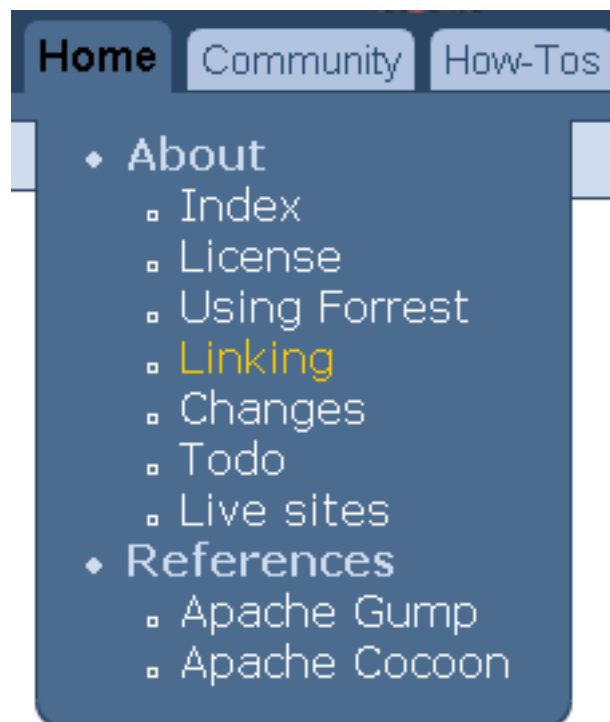 Home Community How-Tos
About
Index
License
Using Forrest
Linking
Changes
Todo
Live sites
References
Apache Gump
Apache Cocoon